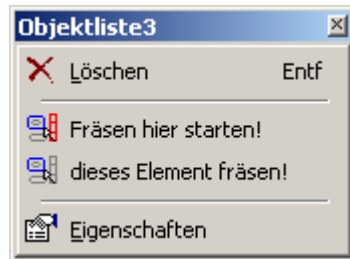 Objektliste3
Löschen Entf
Fräsen hier starten!
dieses Element fräsen!
Eigenschaften